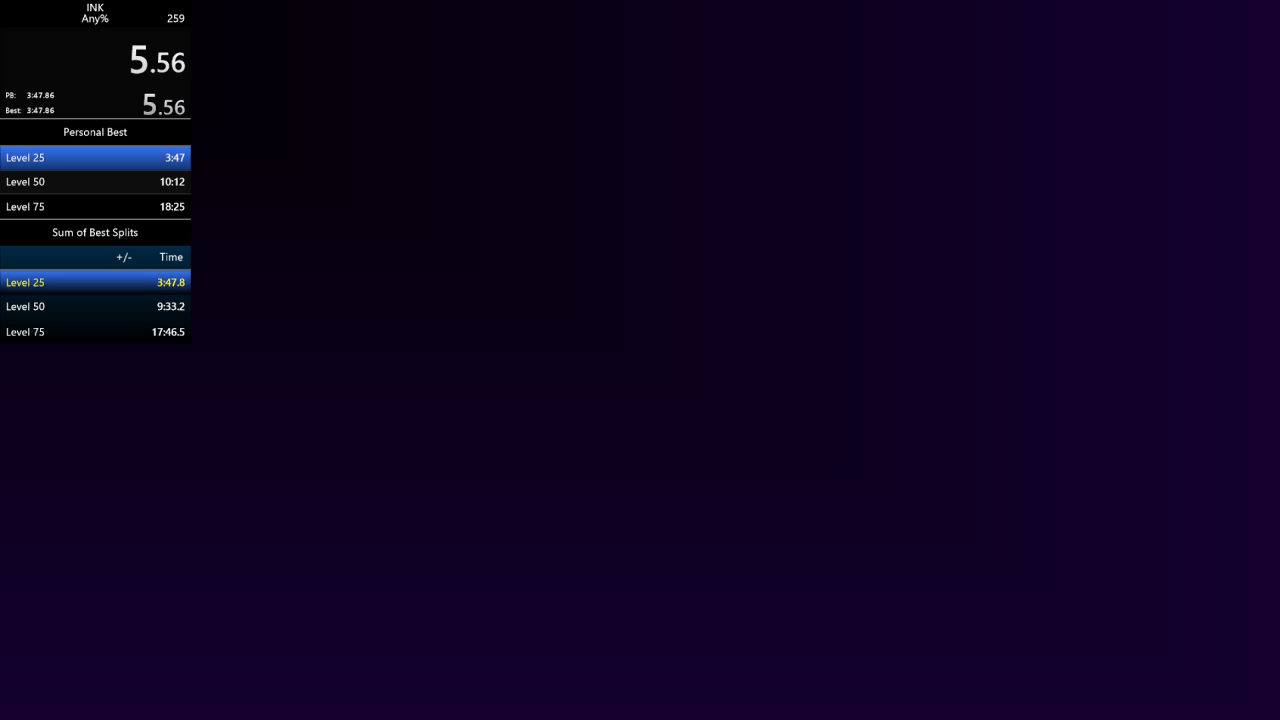 INK
Any% 259
5.56
PB: 3:47.86
Best: 3:47.86 5.56
Personal Best
Level 25 3:47
Level 50 10:12
Level 75 18:25
Sum of Best Splits
+/- Time
Level 25 3:47.8
Level 50 9:33.2
Level 75 17:46.5